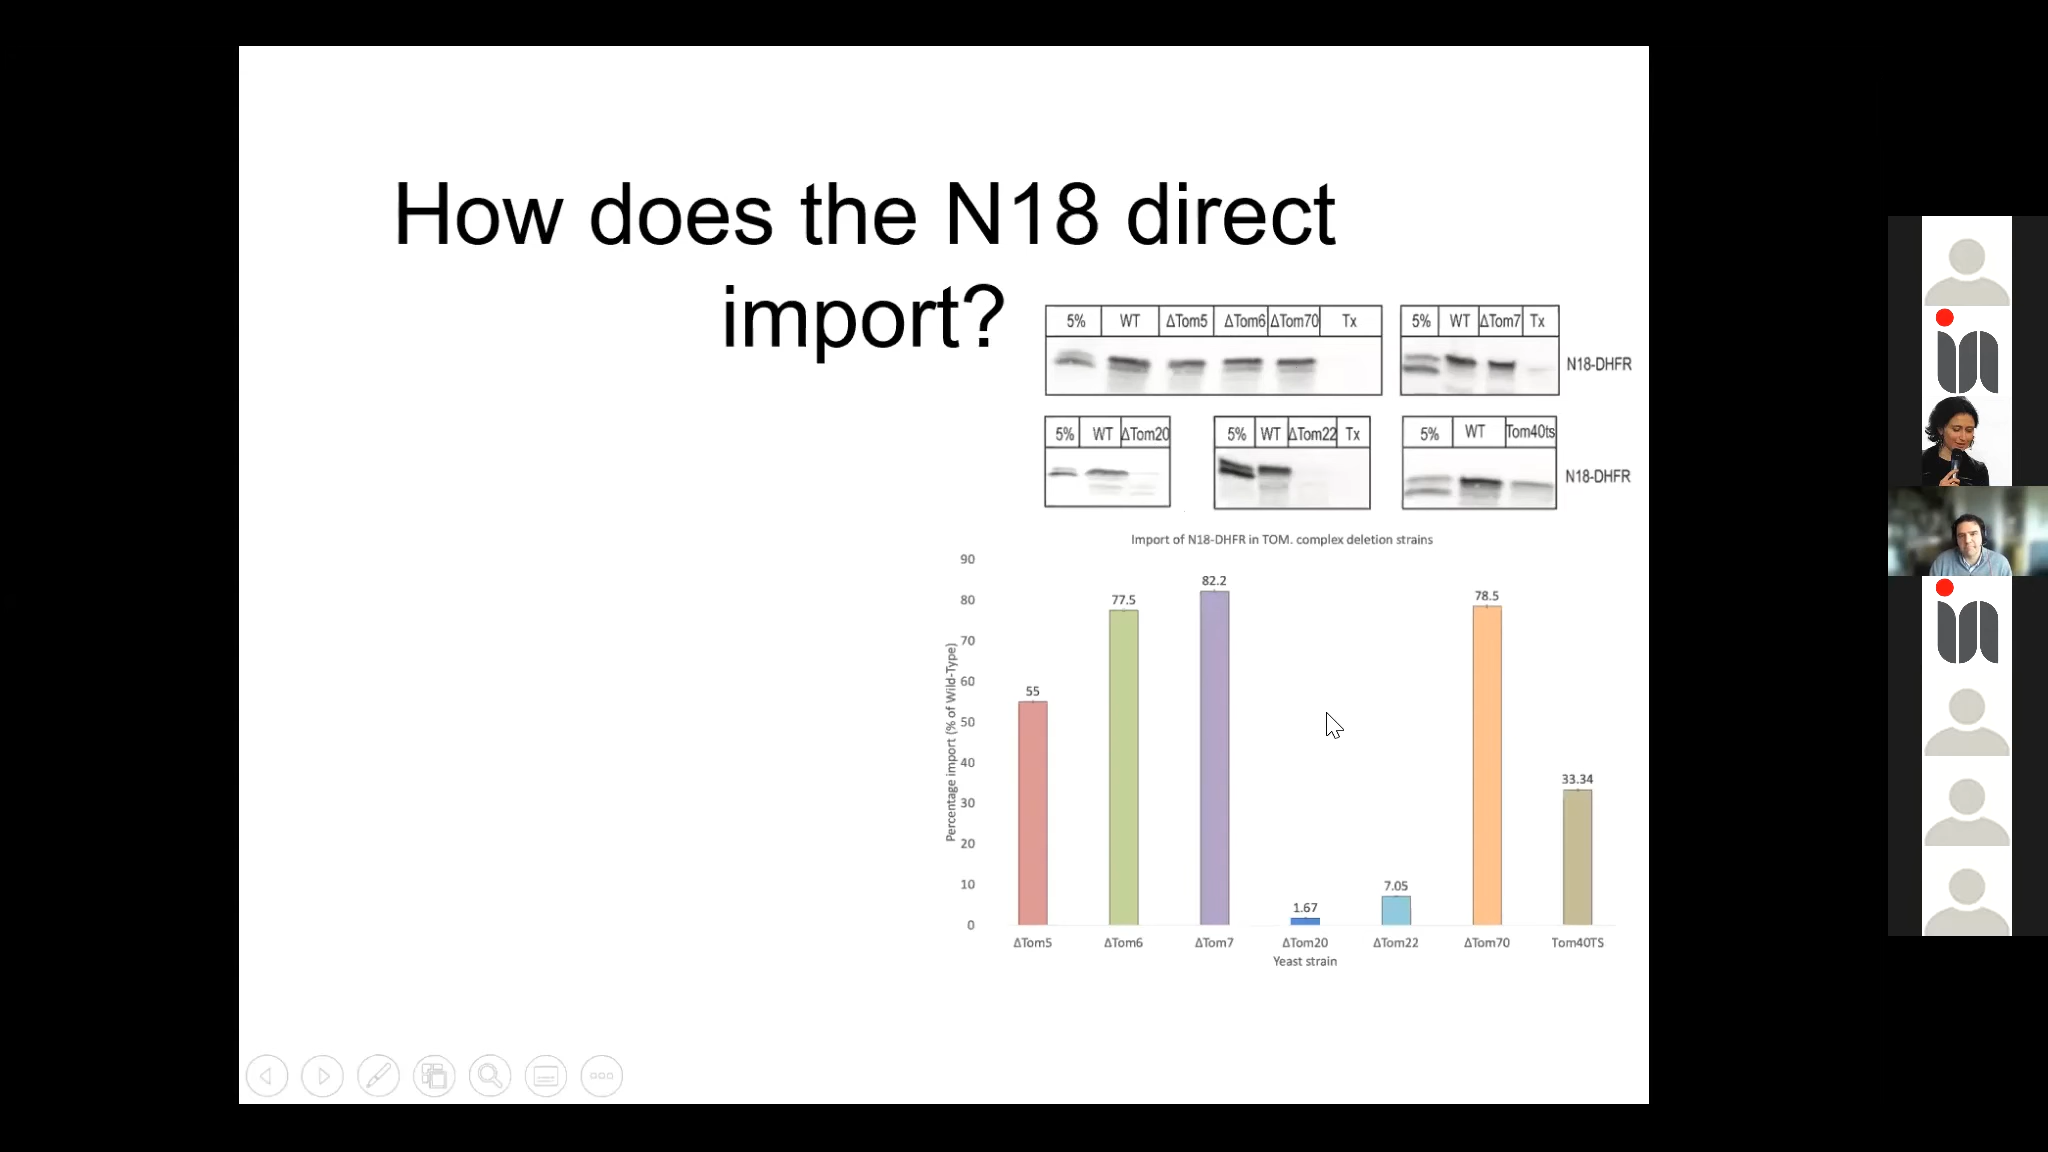 How does the N18 direct
import?
5% WT ΔTom5 ΔTom6 ΔTom70 Tx
5% WT ΔTom7 Tx
N18-DHFR
5% WT ΔTom20
5% WT ΔTom22 Tx
5% WT Tom40ts
N18-DHFR
Import of N18-DHFR in TOM. complex deletion strains
Percentage import (% of Wild-Type)
90
80
70
60
50
40
30
20
10
0
55
77.5
82.2
1.67
7.05
78.5
33.34
ΔTom5 ΔTom6 ΔTom7 ΔTom20 ΔTom22 ΔTom70 Tom40TS
Yeast strain